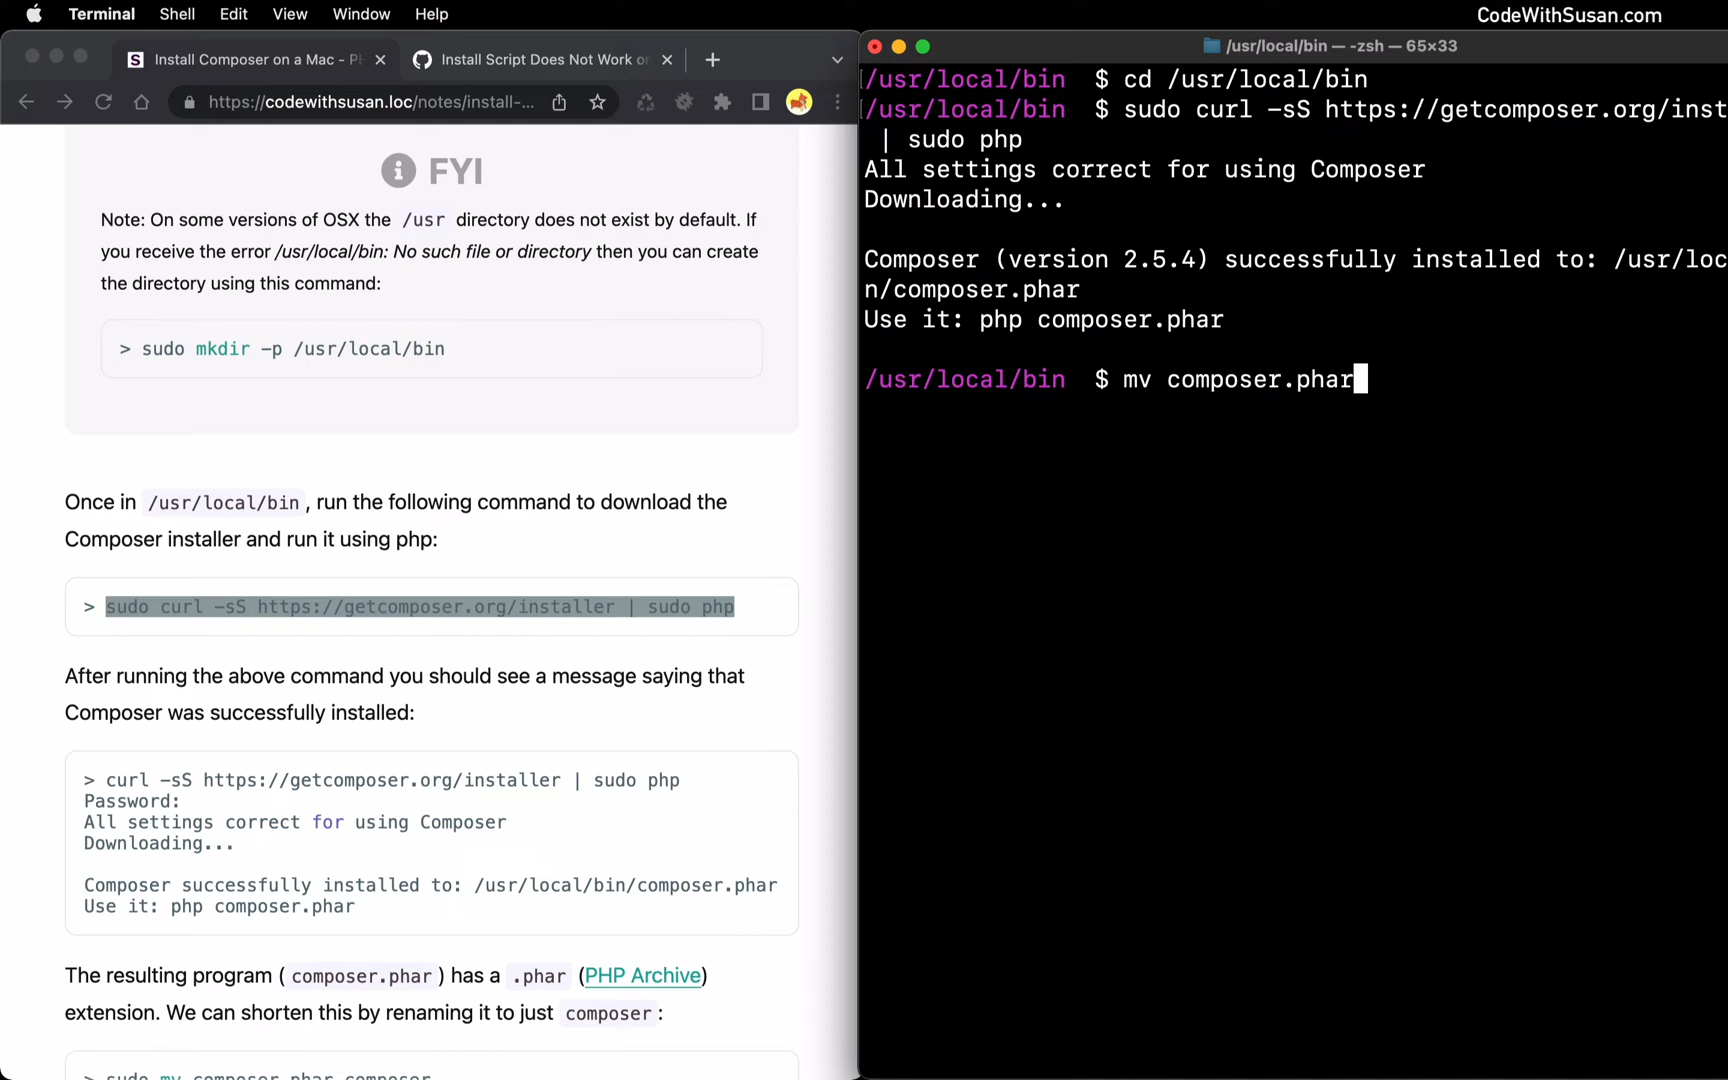 Terminal Shell Edit View Window Help CodeWithSusan.com
Install Composer on a Mac - PH
Install Script Does Not Work on
/usr/local/bin — -zsh — 65×33
https://codewithsusan.loc/notes/install-...
FYI
Note: On some versions of OSX the /usr directory does not exist by default. If
you receive the error /usr/local/bin: No such file or directory then you can create
the directory using this command:
> sudo mkdir -p /usr/local/bin
Once in /usr/local/bin, run the following command to download the
Composer installer and run it using php:
> sudo curl -sS https://getcomposer.org/installer | sudo php
After running the above command you should see a message saying that
Composer was successfully installed:
> curl -sS https://getcomposer.org/installer | sudo php
Password:
All settings correct for using Composer
Downloading...
Composer successfully installed to: /usr/local/bin/composer.phar
Use it: php composer.phar
The resulting program (composer.phar) has a .phar (PHP Archive)
extension. We can shorten this by renaming it to just composer:
> sudo mv composer.phar composer
/usr/local/bin $ cd /usr/local/bin
/usr/local/bin $ sudo curl -sS https://getcomposer.org/inst
| sudo php
All settings correct for using Composer
Downloading...
Composer (version 2.5.4) successfully installed to: /usr/loc
n/composer.phar
Use it: php composer.phar
/usr/local/bin $ mv composer.phar